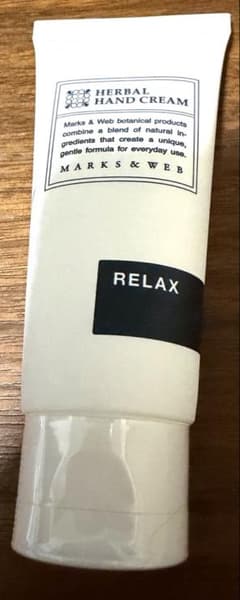 HERBAL
HAND CREAM
Marks & Web botanical products
combine a blend of natural in-
gredients that create a unique,
gentle formula for everyday use.
MARKS & WEB
RELAX